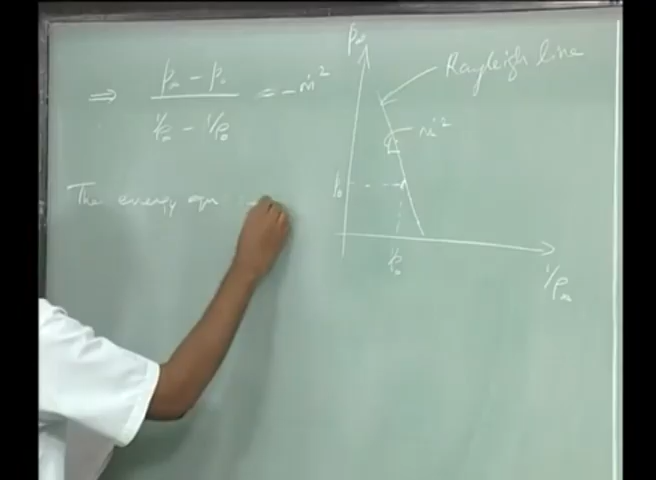 ⇒ (p∞ − p₀) / (1/ρ∞ − 1/ρ₀) = −ṁ²
The energy eqn
p∞
Rayleigh line
ṁ²
p₀
1/ρ₀
1/ρ∞